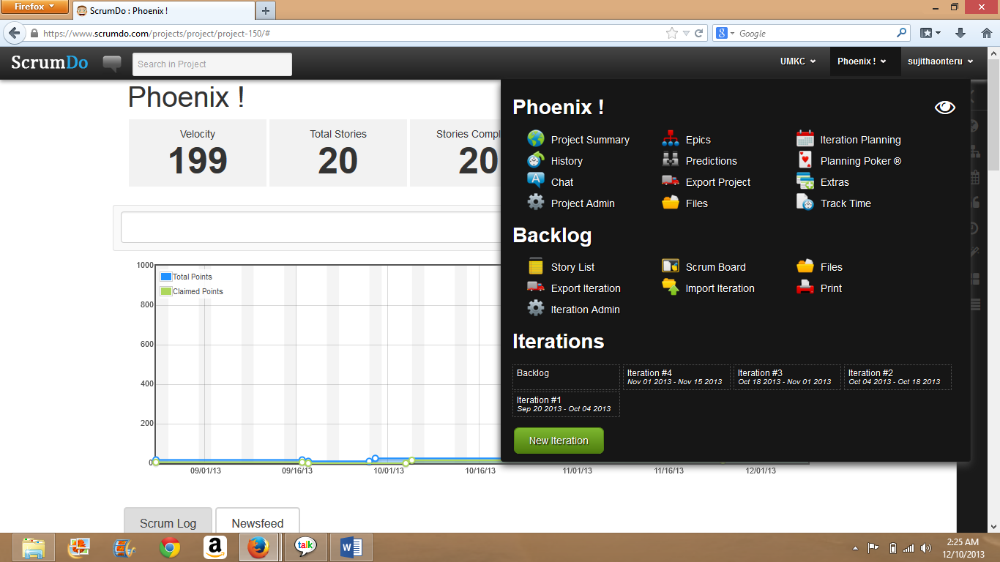 Firefox
ScrumDo : Phoenix !
https://www.scrumdo.com/projects/project/project-150/#
Google
ScrumDo
Search in Project
UMKC
Phoenix !
sujithaonteru
Phoenix !
Velocity
199
Total Stories
20
Stories Compl
20
Phoenix !
Project Summary
Epics
Iteration Planning
History
Predictions
Planning Poker ®
Chat
Export Project
Extras
Project Admin
Files
Track Time
Backlog
Story List
Scrum Board
Files
Export Iteration
Import Iteration
Print
Iteration Admin
Iterations
Backlog
Iteration #4
Nov 01 2013 - Nov 15 2013
Iteration #3
Oct 18 2013 - Nov 01 2013
Iteration #2
Oct 04 2013 - Oct 18 2013
Iteration #1
Sep 20 2013 - Oct 04 2013
New Iteration
1000
800
600
400
200
0
Total Points
Claimed Points
09/01/13
09/16/13
10/01/13
10/16/13
11/01/13
11/16/13
12/01/13
Scrum Log
Newsfeed
talk
2:25 AM
12/10/2013